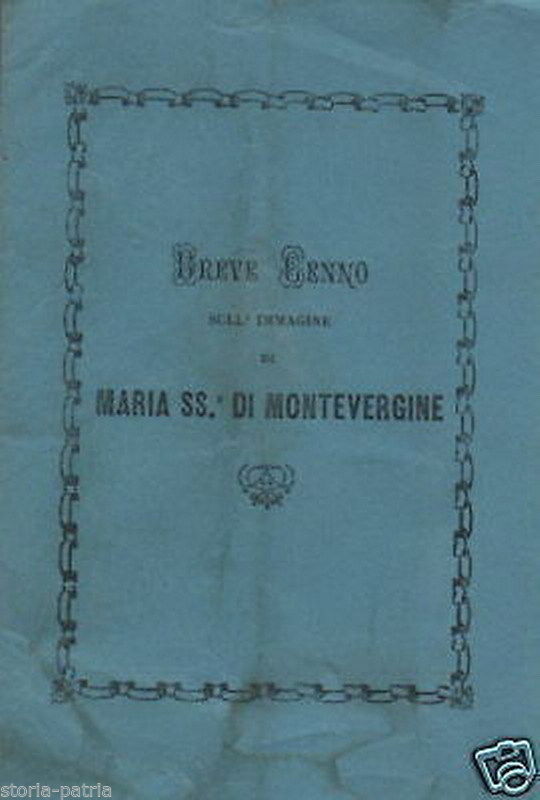 BREVE CENNO
SULL' IMMAGINE
DI
MARIA SS.ª DI MONTEVERGINE
storia-patria